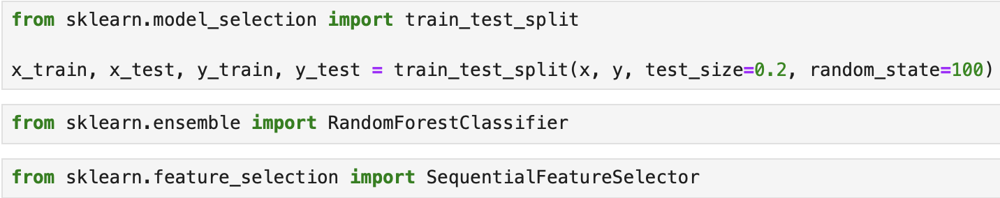 from sklearn.model_selection import train_test_split
x_train, x_test, y_train, y_test = train_test_split(x, y, test_size=0.2, random_state=100)
from sklearn.ensemble import RandomForestClassifier
from sklearn.feature_selection import SequentialFeatureSelector